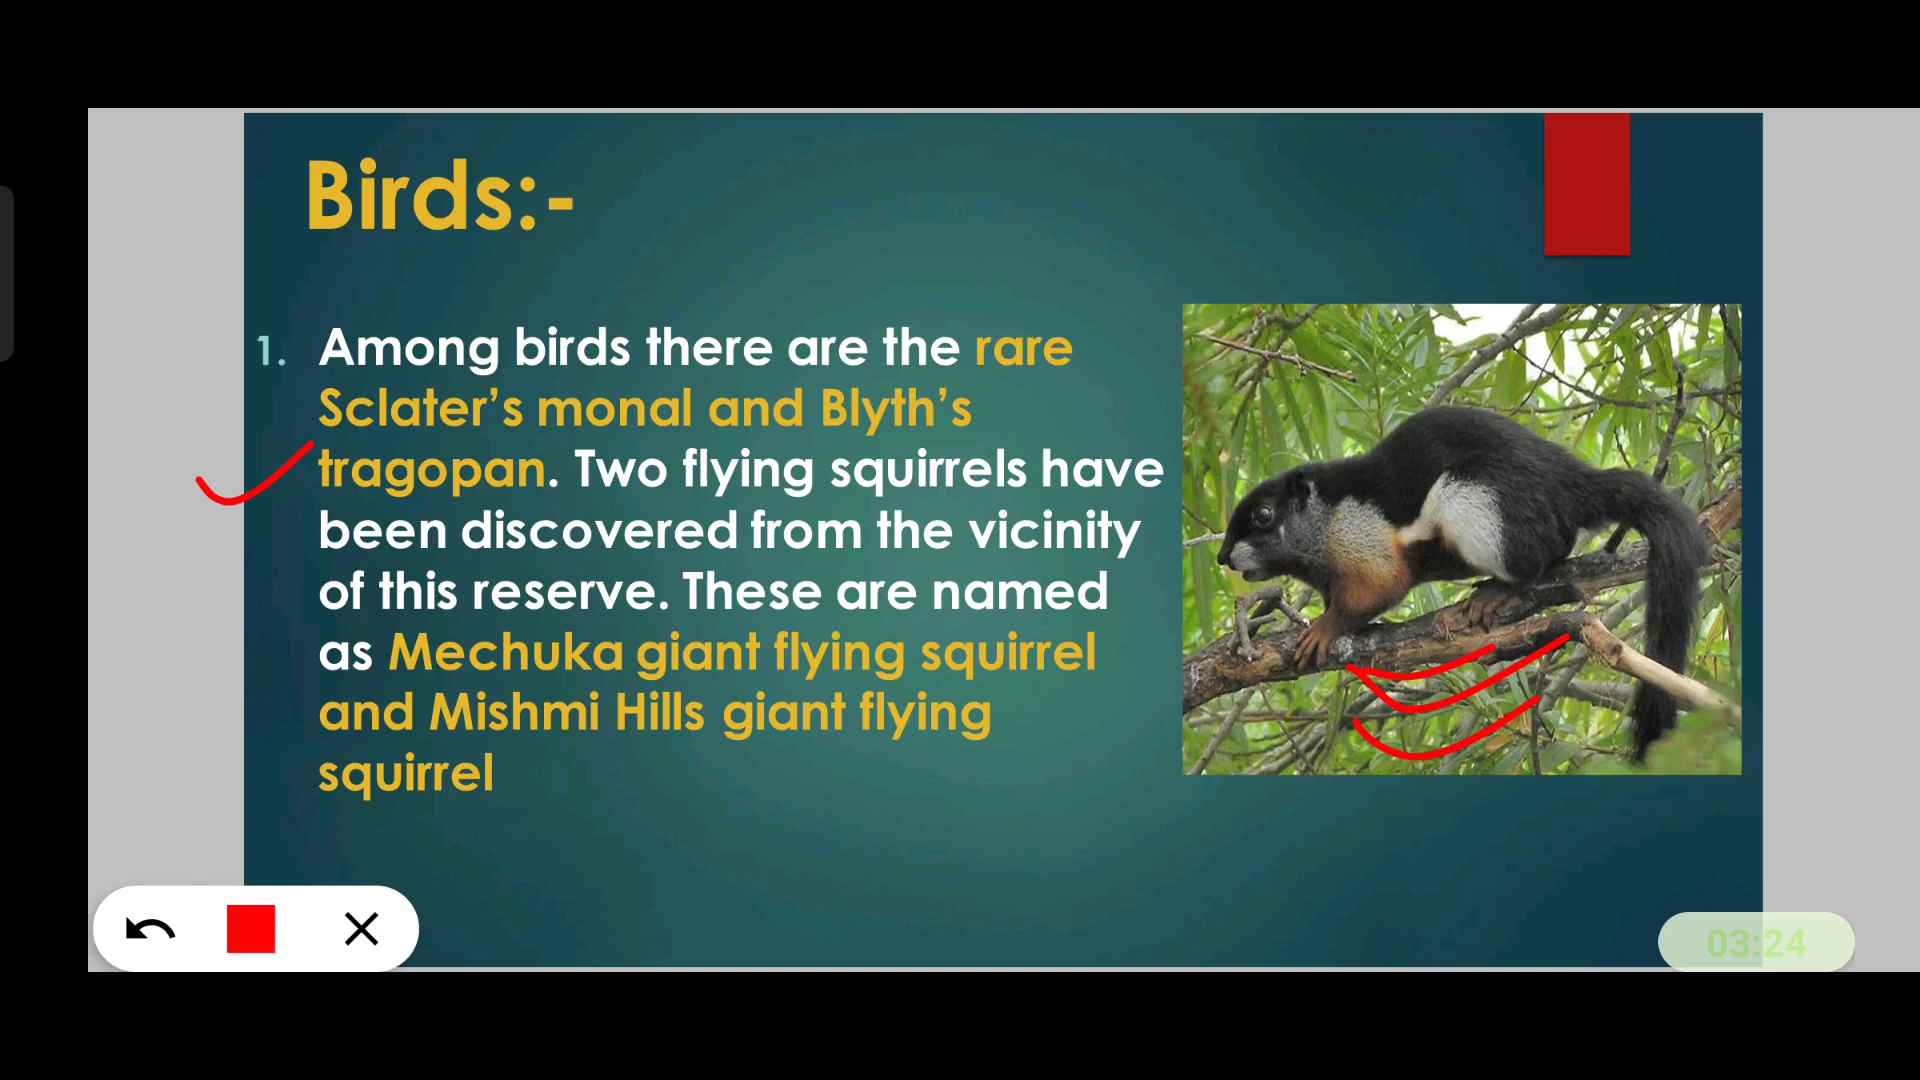 Birds:-
1. Among birds there are the rare
Sclater’s monal and Blyth’s
tragopan. Two flying squirrels have
been discovered from the vicinity
of this reserve. These are named
as Mechuka giant flying squirrel
and Mishmi Hills giant flying
squirrel
03:24